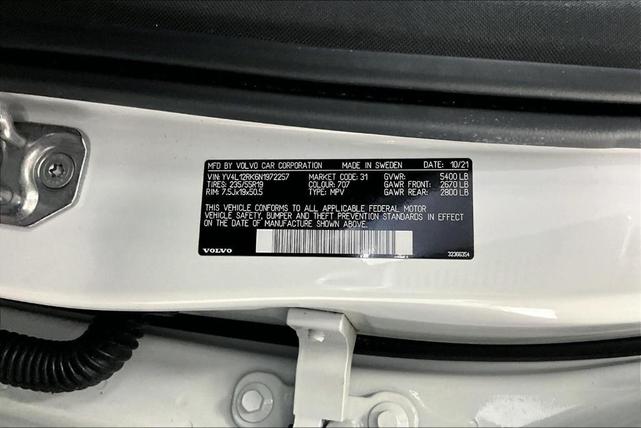 MFD. BY VOLVO CAR CORPORATION MADE IN SWEDEN DATE: 10/21
VIN: YV4L12RK6N1972257 MARKET CODE: 31 GVWR: 5400 LB
TIRES: 235/55R19 COLOUR: 707 GAWR FRONT: 2670 LB
RIM: 7.5Jx19x50.5 TYPE: MPV GAWR REAR: 2800 LB
THIS VEHICLE CONFORMS TO ALL APPLICABLE FEDERAL MOTOR
VEHICLE SAFETY, BUMPER AND THEFT PREVENTION STANDARDS IN EFFECT
ON THE DATE OF MANUFACTURE SHOWN ABOVE.
VOLVO 32366354